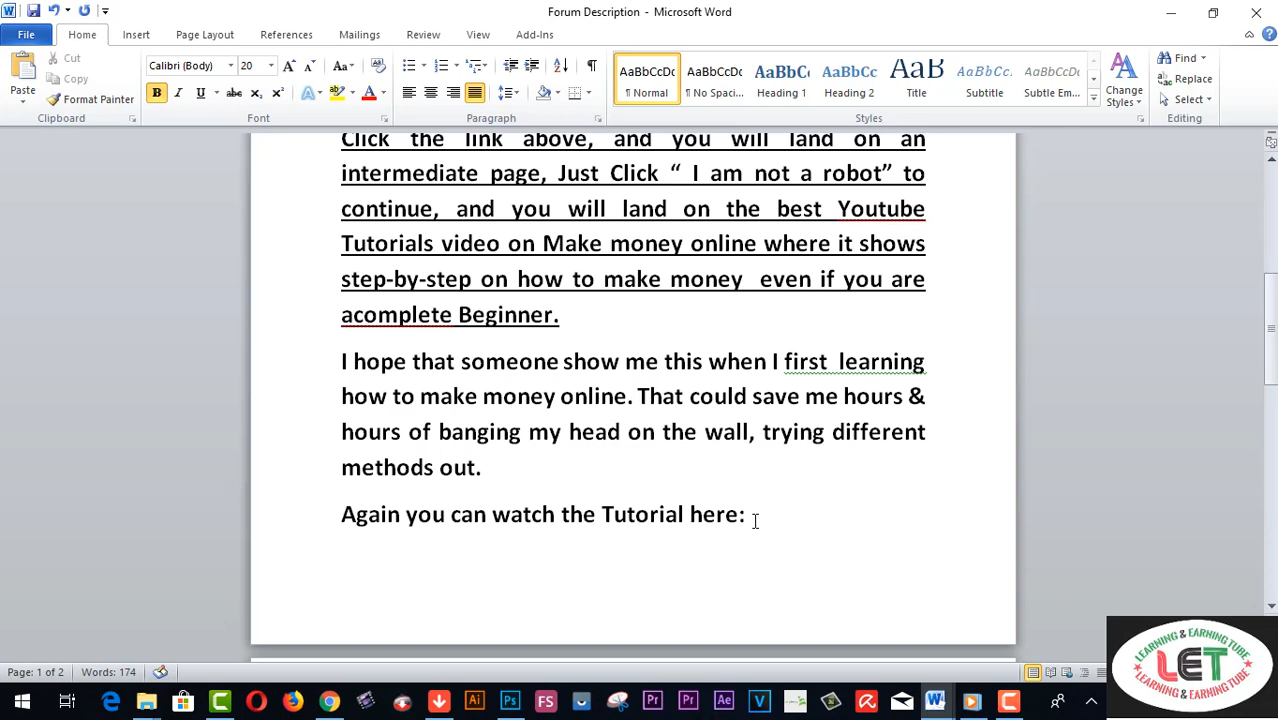 Forum Description - Microsoft Word
File Home Insert Page Layout References Mailings Review View Add-Ins
Paste
Cut
Copy
Format Painter
Clipboard
Calibri (Body) 20
Font
Paragraph
AaBbCcDc
¶ Normal
AaBbCcDc
¶ No Spaci...
AaBbCc
Heading 1
AaBbCc
Heading 2
AaB
Title
AaBbCcL
Subtitle
AaBbCcDc
Subtle Em...
Change Styles
Styles
Find
Replace
Select
Editing
Click the link above, and you will land on an
intermediate page, Just Click “ I am not a robot” to
continue, and you will land on the best Youtube
Tutorials video on Make money online where it shows
step-by-step on how to make money even if you are
acomplete Beginner.
I hope that someone show me this when I first learning
how to make money online. That could save me hours &
hours of banging my head on the wall, trying different
methods out.
Again you can watch the Tutorial here:
Page: 1 of 2 Words: 174
LEARNING & EARNING TUBE
LET
LEARNING & EARNING TUBE